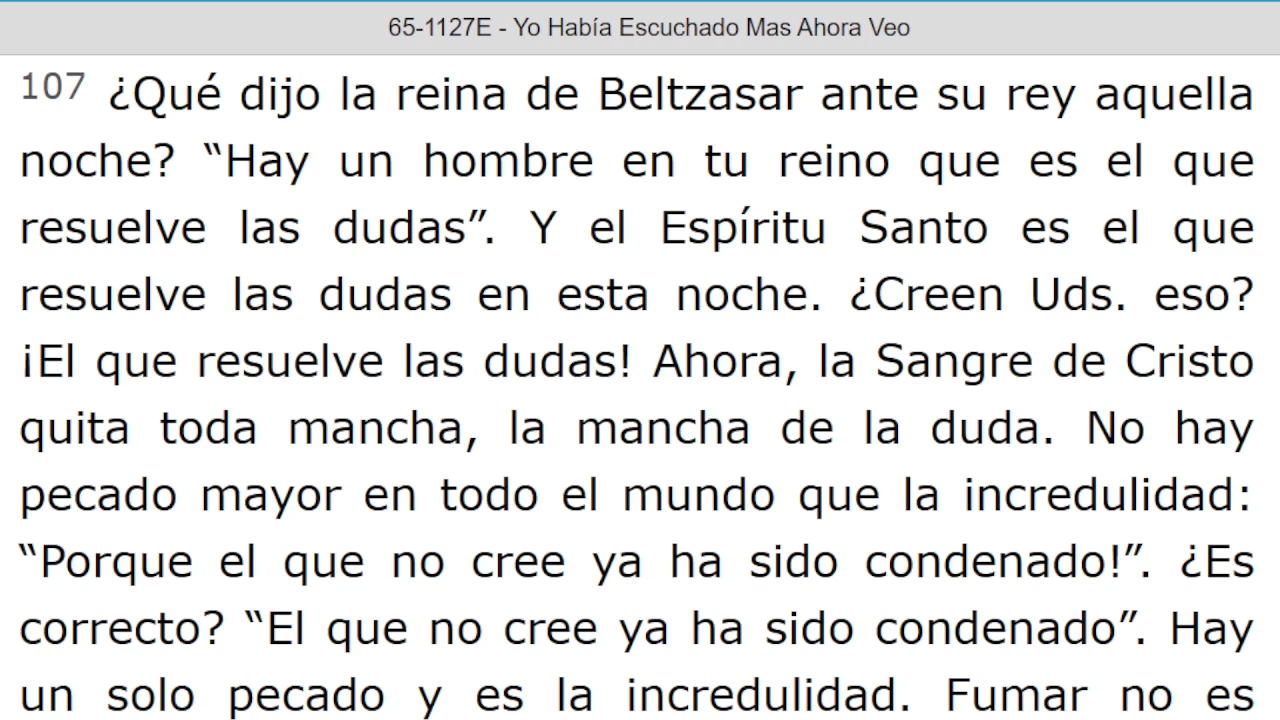 65-1127E - Yo Había Escuchado Mas Ahora Veo
107 ¿Qué dijo la reina de Beltzasar ante su rey aquella
noche? “Hay un hombre en tu reino que es el que
resuelve las dudas”. Y el Espíritu Santo es el que
resuelve las dudas en esta noche. ¿Creen Uds. eso?
¡El que resuelve las dudas! Ahora, la Sangre de Cristo
quita toda mancha, la mancha de la duda. No hay
pecado mayor en todo el mundo que la incredulidad:
“Porque el que no cree ya ha sido condenado!”. ¿Es
correcto? “El que no cree ya ha sido condenado”. Hay
un solo pecado y es la incredulidad. Fumar no es